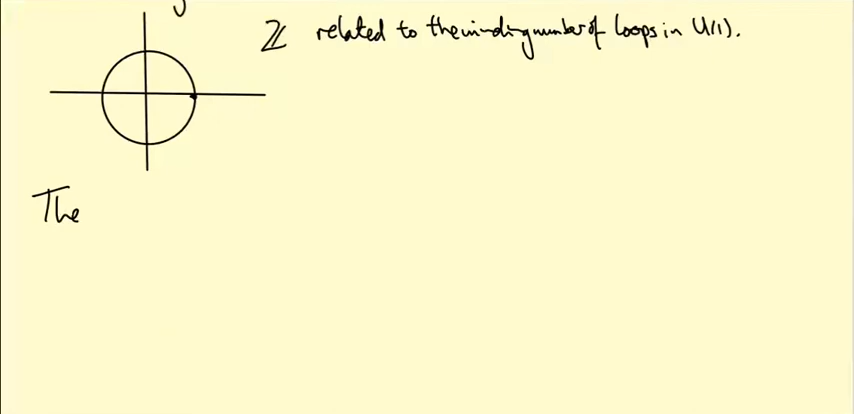 ℤ related to the winding number of loops in U(1).
The